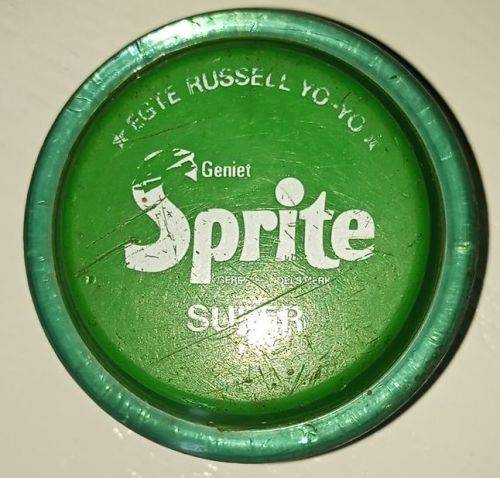 ★ EGTE RUSSELL YO-YO ★
Geniet
Sprite
SUPER